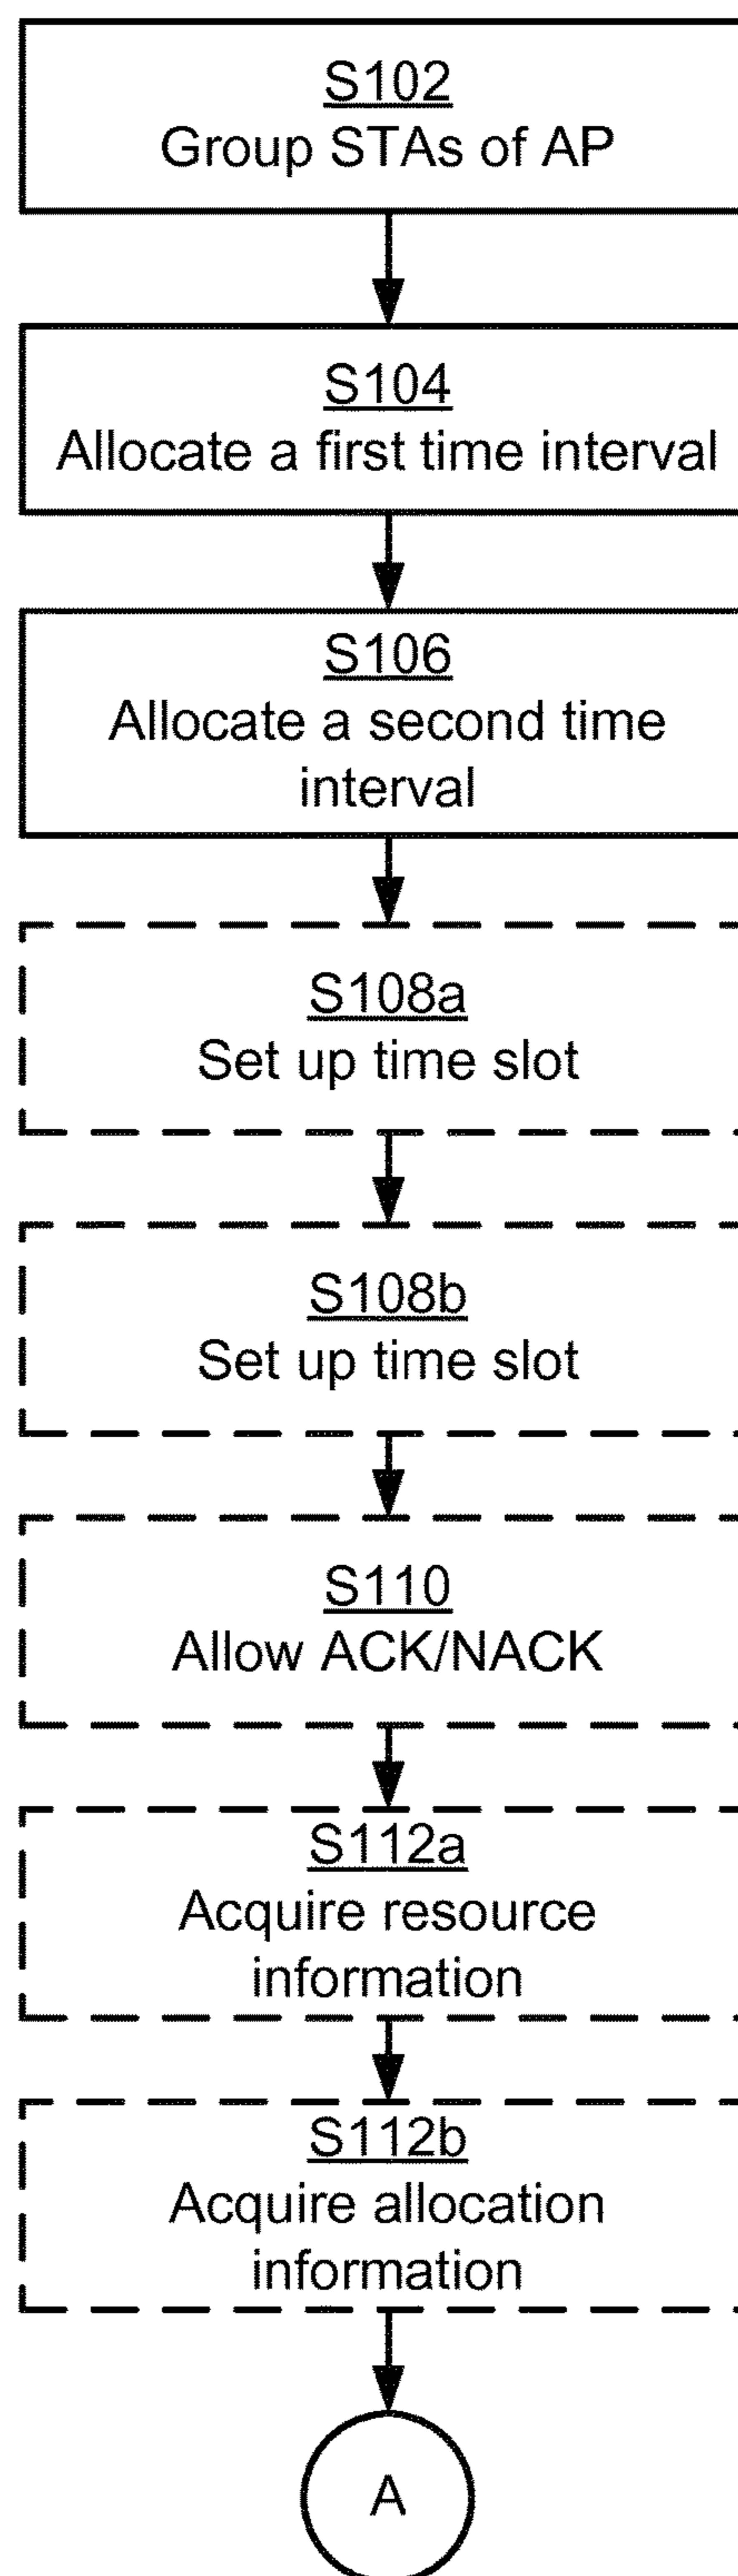 S102
Group STAs of AP
S104
Allocate a first time interval
S106
Allocate a second time
interval
S108a
Set up time slot
S108b
Set up time slot
S110
Allow ACK/NACK
S112a
Acquire resource
information
S112b
Acquire allocation
information
A